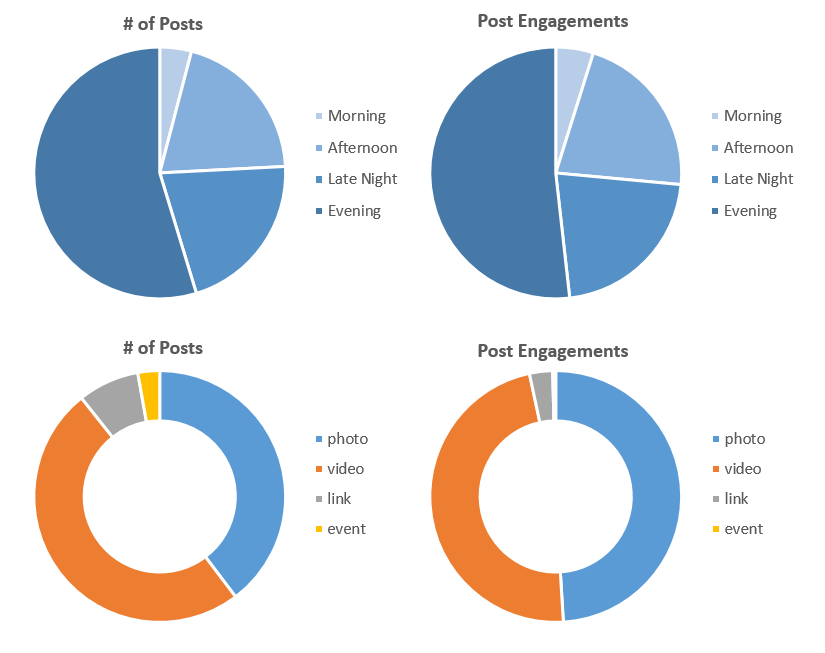 # of Posts
Morning
Afternoon
Late Night
Evening
Post Engagements
Morning
Afternoon
Late Night
Evening
# of Posts
photo
video
link
event
Post Engagements
photo
video
link
event